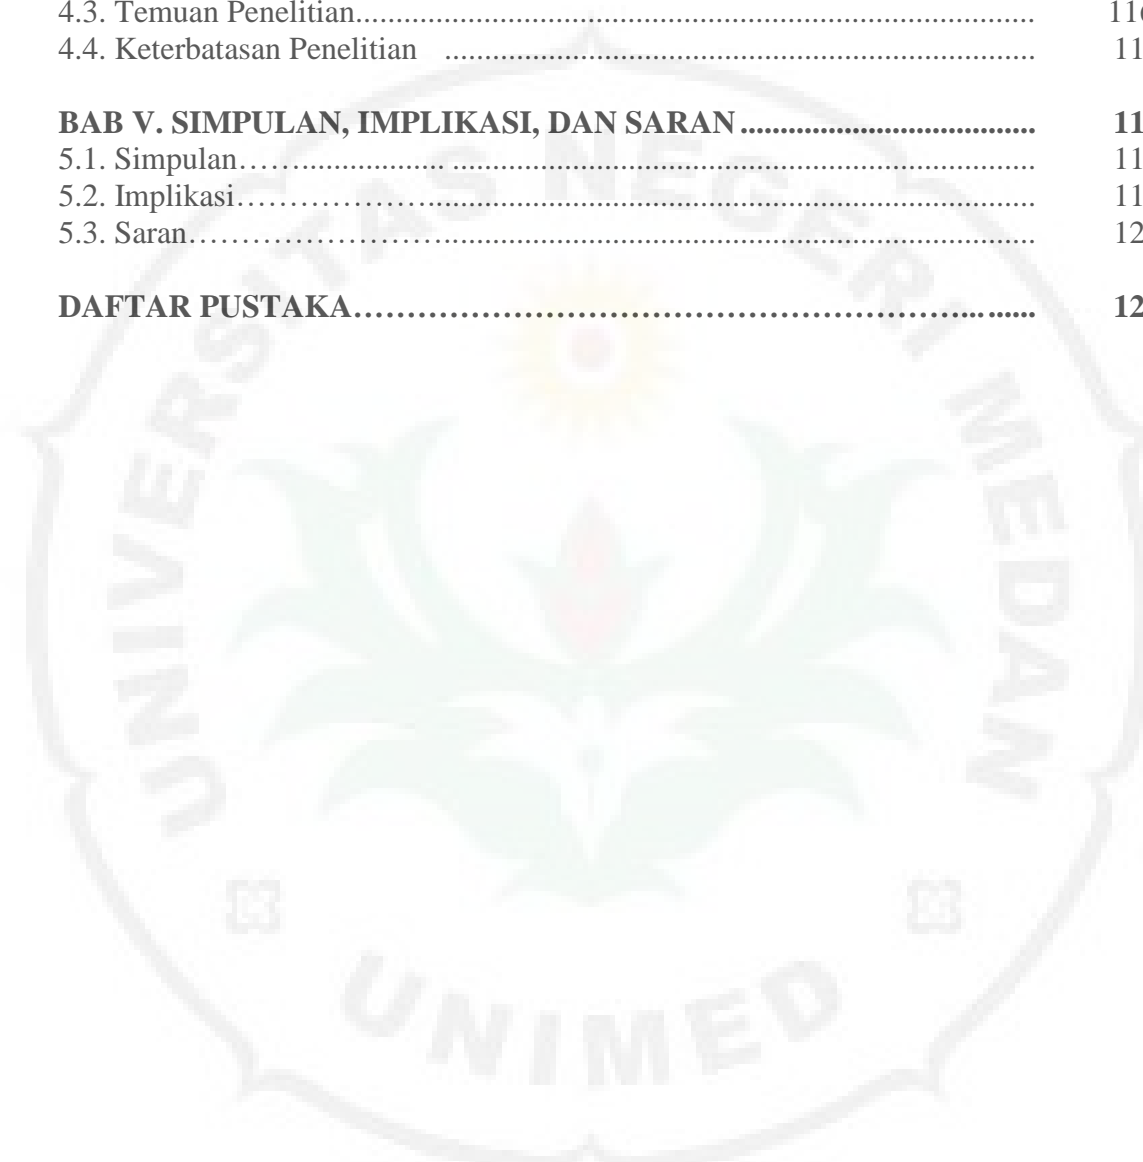 4.3. Temuan Penelitian.................................................................................... 116
4.4. Keterbatasan Penelitian ......................................................................... 11
BAB V. SIMPULAN, IMPLIKASI, DAN SARAN ..................................... 11
5.1. Simpulan……................... ......................................................................... 11
5.2. Implikasi………………............................................................................ 11
5.3. Saran……………………......................................................................... 12
DAFTAR PUSTAKA…………………………………………………... ...... 12
UNIVERSITAS NEGERI MEDAN
UNIMED